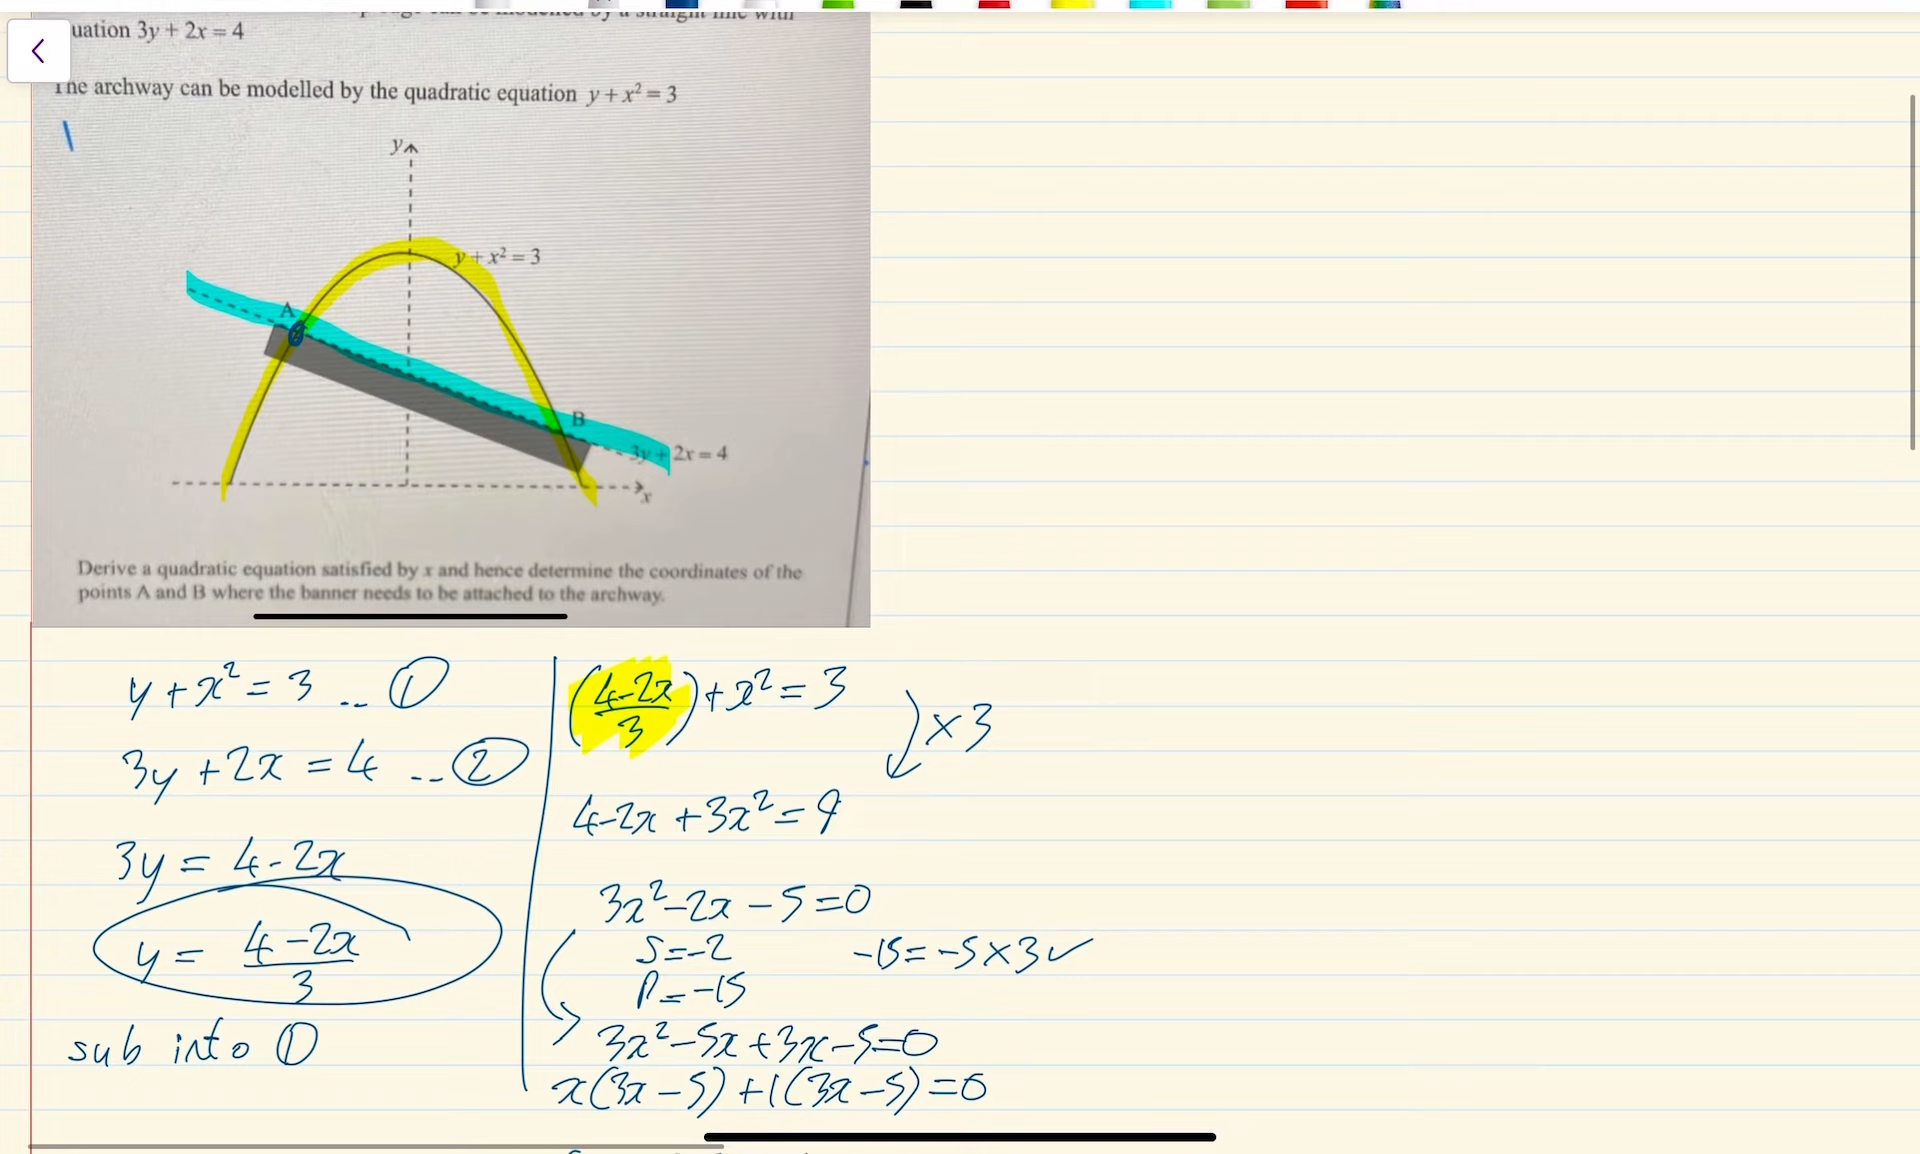 by a straight line with
uation 3y + 2x = 4
The archway can be modelled by the quadratic equation y + x² = 3
y
y + x² = 3
A
B
3y + 2x = 4
x
Derive a quadratic equation satisfied by x and hence determine the coordinates of the
points A and B where the banner needs to be attached to the archway.
y + x² = 3 .. ①
3y + 2x = 4 .. ②
3y = 4 - 2x
y = (4 - 2x)/3
sub into ①
((4-2x)/3) + x² = 3
×3
4-2x + 3x² = 9
3x² - 2x - 5 = 0
S = -2
-15 = -5 × 3 ✓
P = -15
3x² - 5x + 3x - 5 = 0
x(3x - 5) + 1(3x - 5) = 0